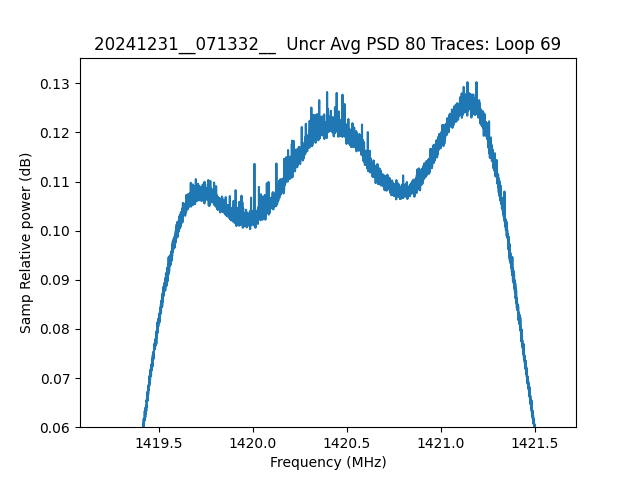 20241231__071332__ Uncr Avg PSD 80 Traces: Loop 69
Samp Relative power (dB)
0.13
0.12
0.11
0.10
0.09
0.08
0.07
0.06
1419.5 1420.0 1420.5 1421.0 1421.5
Frequency (MHz)